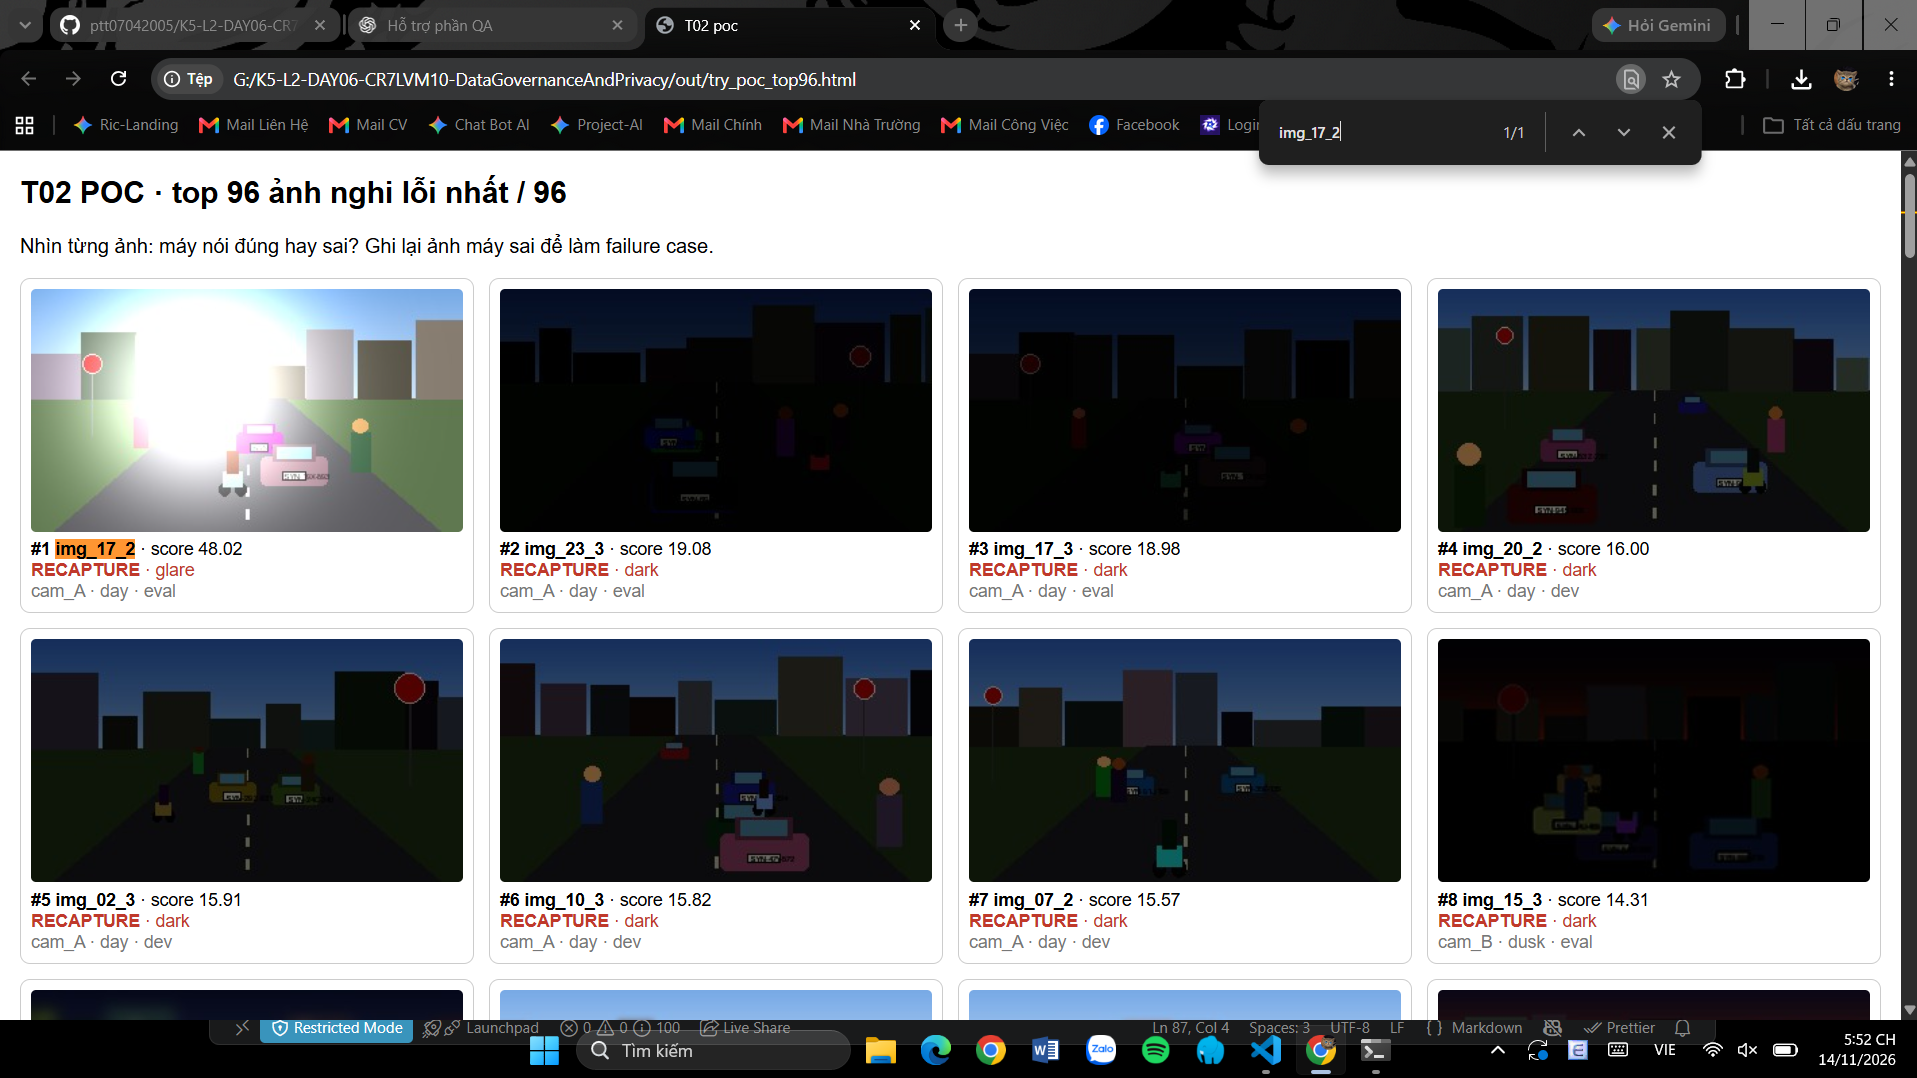 ptt07042005/K5-L2-DAY06-CR7
Hỗ trợ phần QA
T02 poc
Hỏi Gemini
Tệp
G:/K5-L2-DAY06-CR7LVM10-DataGovernanceAndPrivacy/out/try_poc_top96.html
Ric-Landing
Mail Liên Hệ
Mail CV
Chat Bot AI
Project-AI
Mail Chính
Mail Nhà Trường
Mail Công Việc
Facebook
Login
Tất cả dấu trang
img_17_2
1/1
T02 POC · top 96 ảnh nghi lỗi nhất / 96
Nhìn từng ảnh: máy nói đúng hay sai? Ghi lại ảnh máy sai để làm failure case.
#1 img_17_2 · score 48.02
RECAPTURE · glare
cam_A · day · eval
#2 img_23_3 · score 19.08
RECAPTURE · dark
cam_A · day · eval
#3 img_17_3 · score 18.98
RECAPTURE · dark
cam_A · day · eval
#4 img_20_2 · score 16.00
RECAPTURE · dark
cam_A · day · dev
#5 img_02_3 · score 15.91
RECAPTURE · dark
cam_A · day · dev
#6 img_10_3 · score 15.82
RECAPTURE · dark
cam_A · day · dev
#7 img_07_2 · score 15.57
RECAPTURE · dark
cam_A · day · dev
#8 img_15_3 · score 14.31
RECAPTURE · dark
cam_B · dusk · eval
Restricted Mode
Launchpad
0
0
100
Live Share
Ln 87, Col 4
Spaces: 3
UTF-8
LF
{ } Markdown
Prettier
Tìm kiếm
Zalo
VIE
5:52 CH
14/11/2026